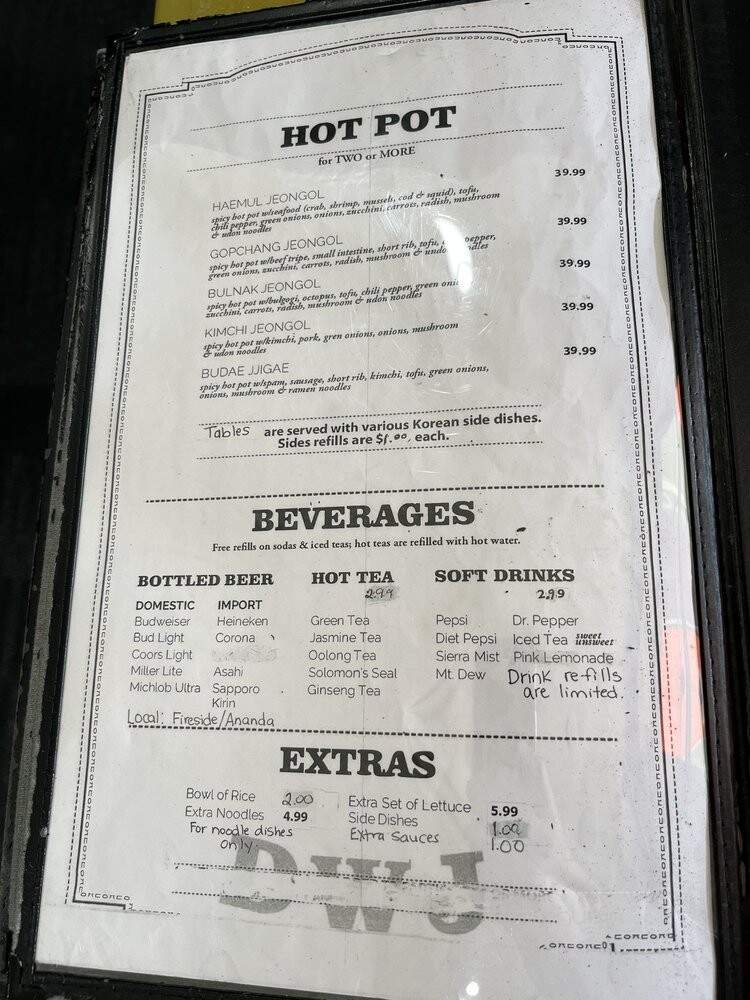 HOT POT
for TWO or MORE
HAEMUL JEONGOL 39.99
spicy hot pot w/seafood (crab, shrimp, mussels, cod & squid), tofu,
chili pepper, green onions, onions, zucchini, carrots, radish, mushroom
& udon noodles
GOPCHANG JEONGOL 39.99
spicy hot pot w/beef tripe, small intestine, short rib, tofu, pepper,
green onions, zucchini, carrots, radish, mushroom & undo noodles
BULNAK JEONGOL 39.99
spicy hot pot w/bulgogi, octopus, tofu, chili pepper, green
zucchini, carrots, radish, mushroom & udon noodles
KIMCHI JEONGOL 39.99
spicy hot pot w/kimchi, pork, gren onions, onions, mushroom
& udon noodles
BUDAE JJIGAE 39.99
spicy hot pot w/spam, sausage, short rib, kimchi, tofu, green onions,
onions, mushroom & ramen noodles
Tables are served with various Korean side dishes.
Sides refills are $1.00 each.
BEVERAGES
Free refills on sodas & iced teas; hot teas are refilled with hot water.
BOTTLED BEER
DOMESTIC IMPORT
Budweiser Heineken
Bud Light Corona
Coors Light
Miller Lite Asahi
Michlob Ultra Sapporo
Kirin
Local: Fireside/Ananda
HOT TEA
2.99
Green Tea
Jasmine Tea
Oolong Tea
Solomon's Seal
Ginseng Tea
SOFT DRINKS
2.99
Pepsi Dr. Pepper
Diet Pepsi Iced Tea sweet unsweet
Sierra Mist Pink Lemonade
Mt. Dew Drink re-fills
are limited.
EXTRAS
Bowl of Rice 2.00
Extra Noodles 4.99
For noodle dishes
only.
Extra Set of Lettuce 5.99
Side Dishes 1.00
Extra Sauces 1.00
DWJ